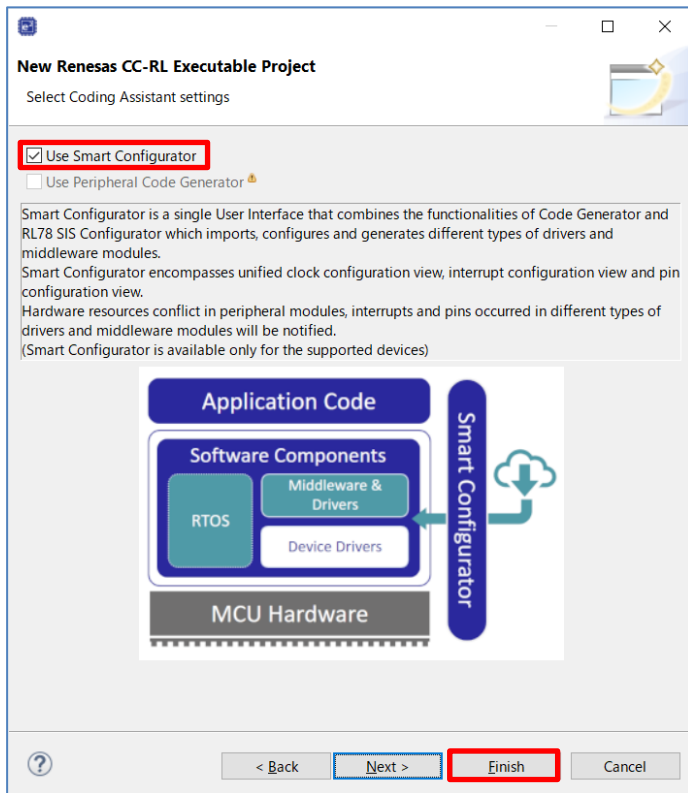 New Renesas CC-RL Executable Project
Select Coding Assistant settings
Use Smart Configurator
Use Peripheral Code Generator
Smart Configurator is a single User Interface that combines the functionalities of Code Generator and
RL78 SIS Configurator which imports, configures and generates different types of drivers and
middleware modules.
Smart Configurator encompasses unified clock configuration view, interrupt configuration view and pin
configuration view.
Hardware resources conflict in peripheral modules, interrupts and pins occurred in different types of
drivers and middleware modules will be notified.
(Smart Configurator is available only for the supported devices)
Application Code
Software Components
RTOS
Middleware &
Drivers
Device Drivers
MCU Hardware
Smart Configurator
?
< Back
Next >
Finish
Cancel